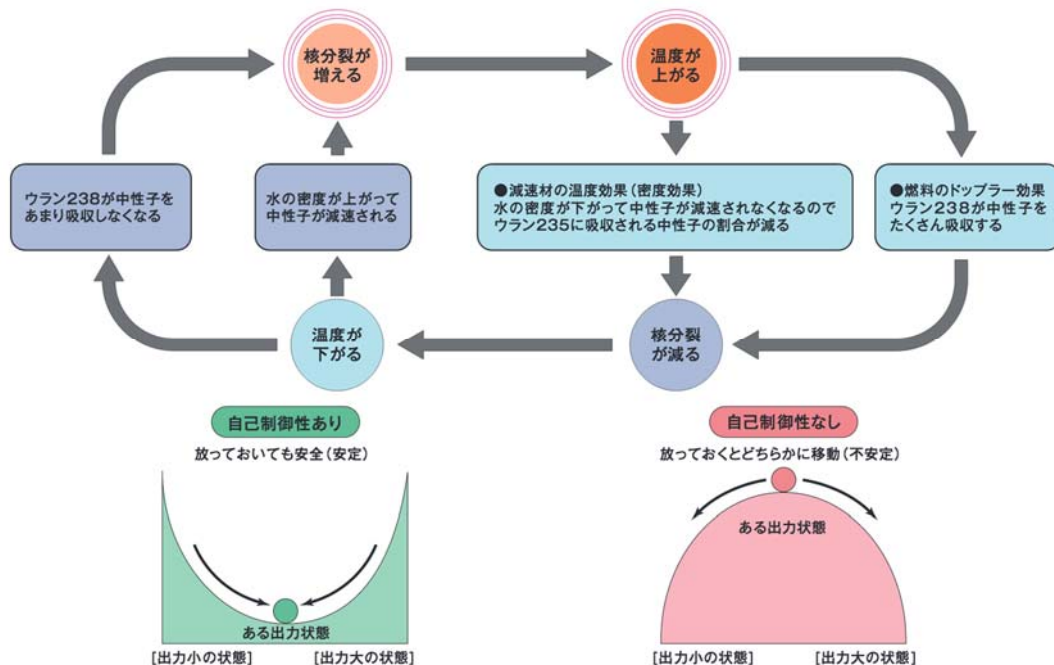 核分裂が
増える
温度が
上がる
ウラン238が中性子を
あまり吸収しなくなる
水の密度が上がって
中性子が減速される
●減速材の温度効果(密度効果)
水の密度が下がって中性子が減速されなくなるので
ウラン235に吸収される中性子の割合が減る
●燃料のドップラー効果
ウラン238が中性子を
たくさん吸収する
温度が
下がる
核分裂
が減る
自己制御性あり
放っておいても安全(安定)
ある出力状態
[出力小の状態]
[出力大の状態]
自己制御性なし
放っておくとどちらかに移動(不安定)
ある出力状態
[出力小の状態]
[出力大の状態]